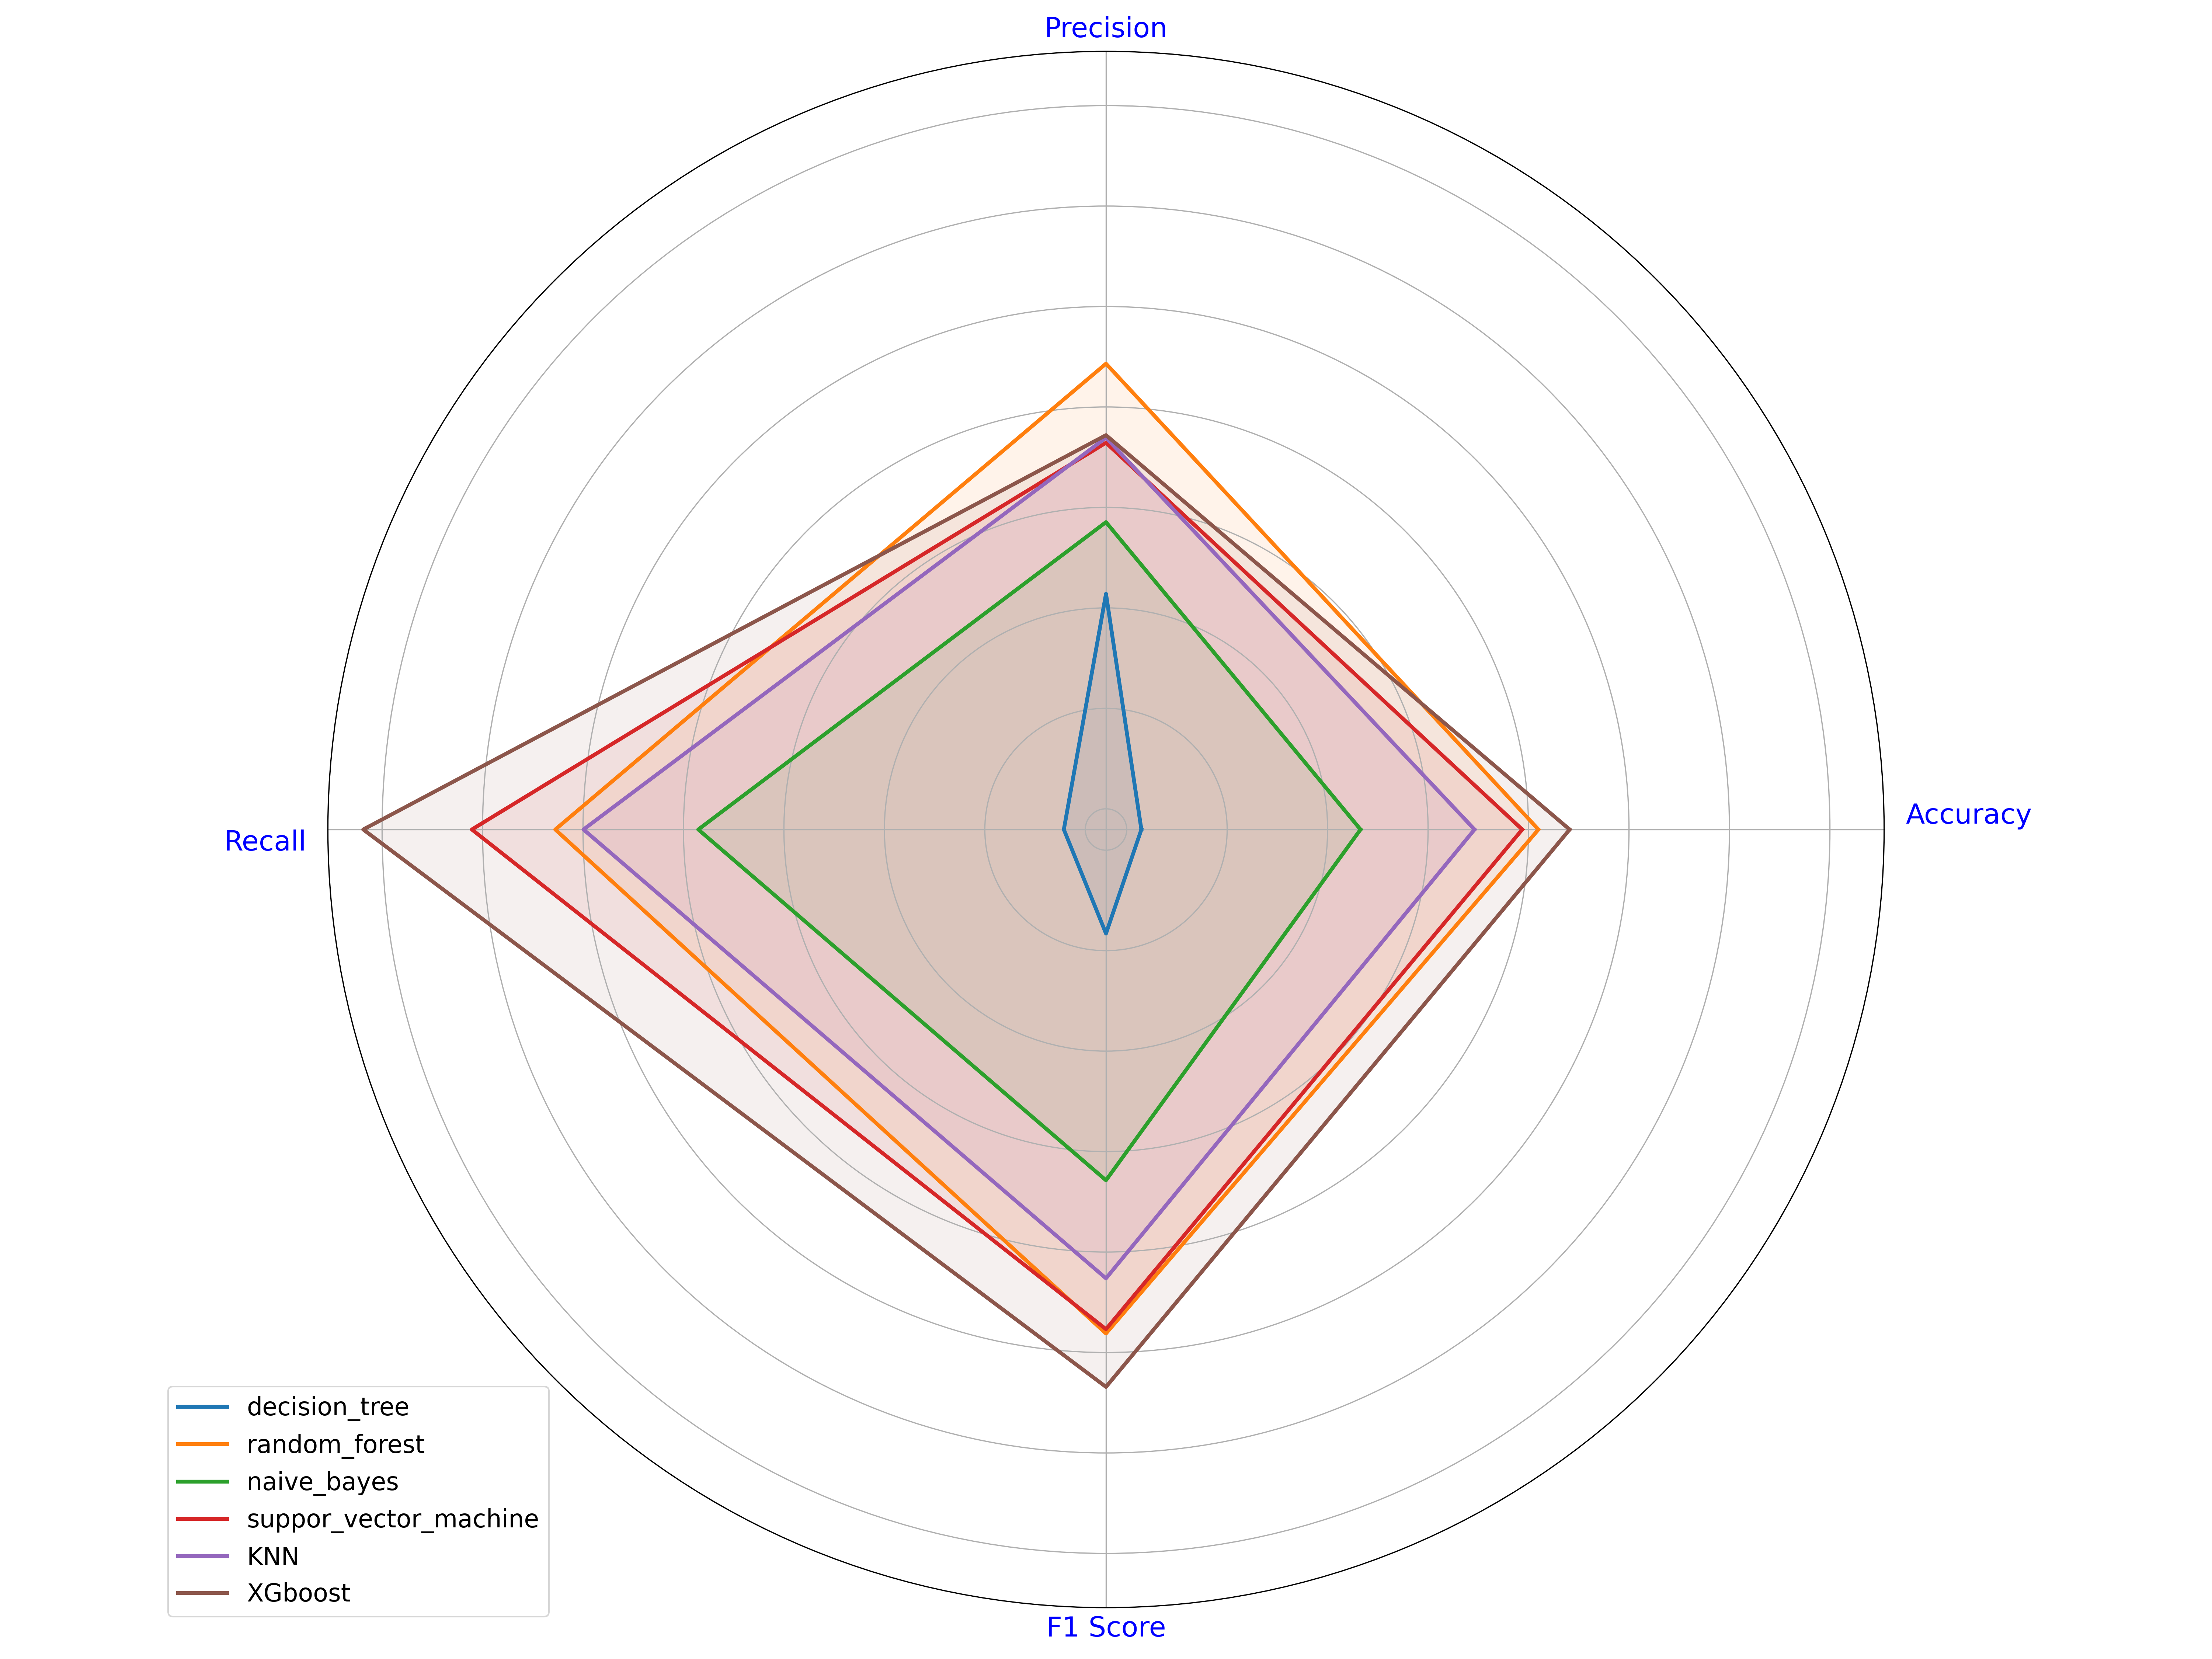 Precision
Accuracy
Recall
F1 Score
decision_tree
random_forest
naive_bayes
suppor_vector_machine
KNN
XGboost